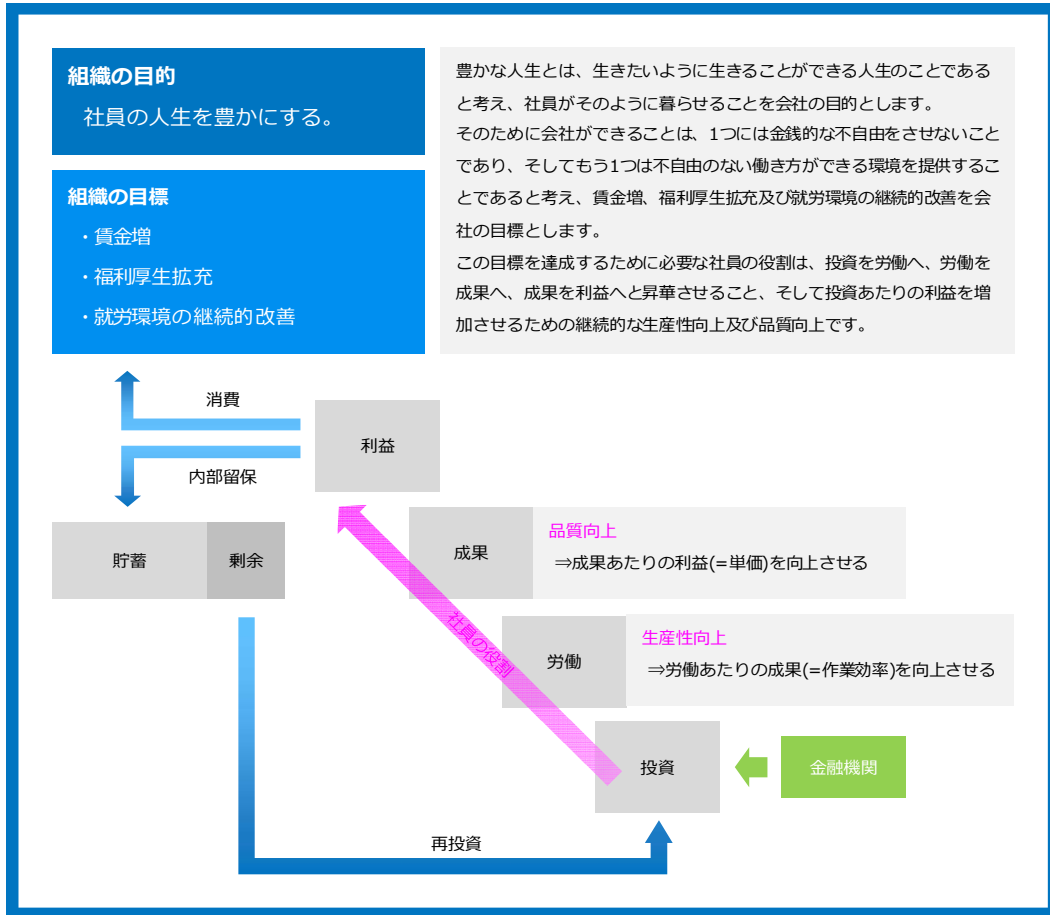 組織の目的
社員の人生を豊かにする。
組織の目標
・賃金増
・福利厚生拡充
・就労環境の継続的改善
豊かな人生とは、生きたいように生きることができる人生のことである
と考え、社員がそのように暮らせることを会社の目的とします。
そのために会社ができることは、1つには金銭的な不自由をさせないこと
であり、そしてもう1つは不自由のない働き方ができる環境を提供するこ
とであると考え、賃金増、福利厚生拡充及び就労環境の継続的改善を会
社の目標とします。
この目標を達成するために必要な社員の役割は、投資を労働へ、労働を
成果へ、成果を利益へと昇華させること、そして投資あたりの利益を増
加させるための継続的な生産性向上及び品質向上です。
消費
利益
内部留保
貯蓄
剰余
成果
品質向上
⇒成果あたりの利益(=単価)を向上させる
社員の役割
労働
生産性向上
⇒労働あたりの成果(=作業効率)を向上させる
投資
金融機関
再投資